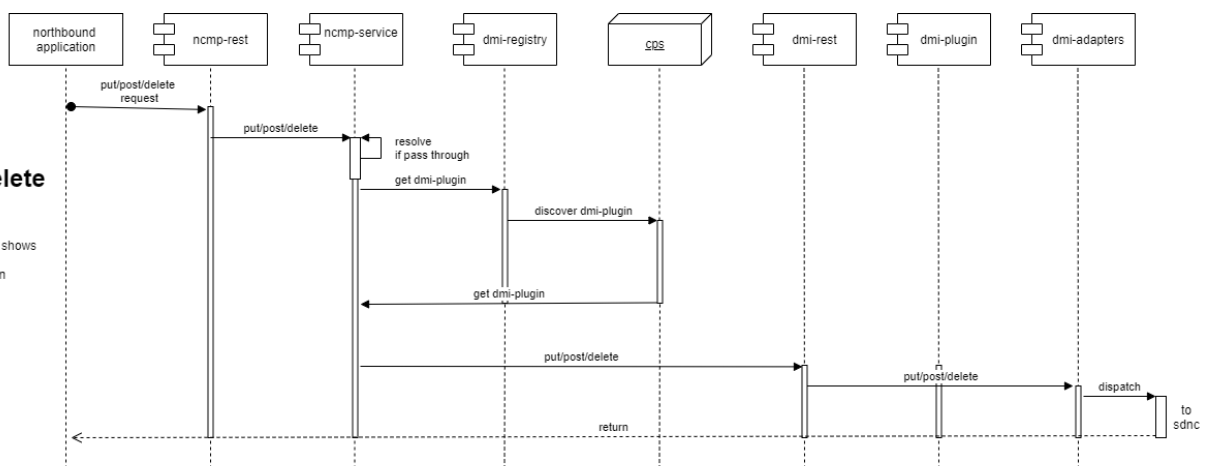 northbound
application
ncmp-rest
ncmp-service
dmi-registry
cps
dmi-rest
dmi-plugin
dmi-adapters
put/post/delete
request
put/post/delete
resolve
if pass through
get dmi-plugin
discover dmi-plugin
shows
get dmi-plugin
put/post/delete
put/post/delete
dispatch
to
sdnc
return